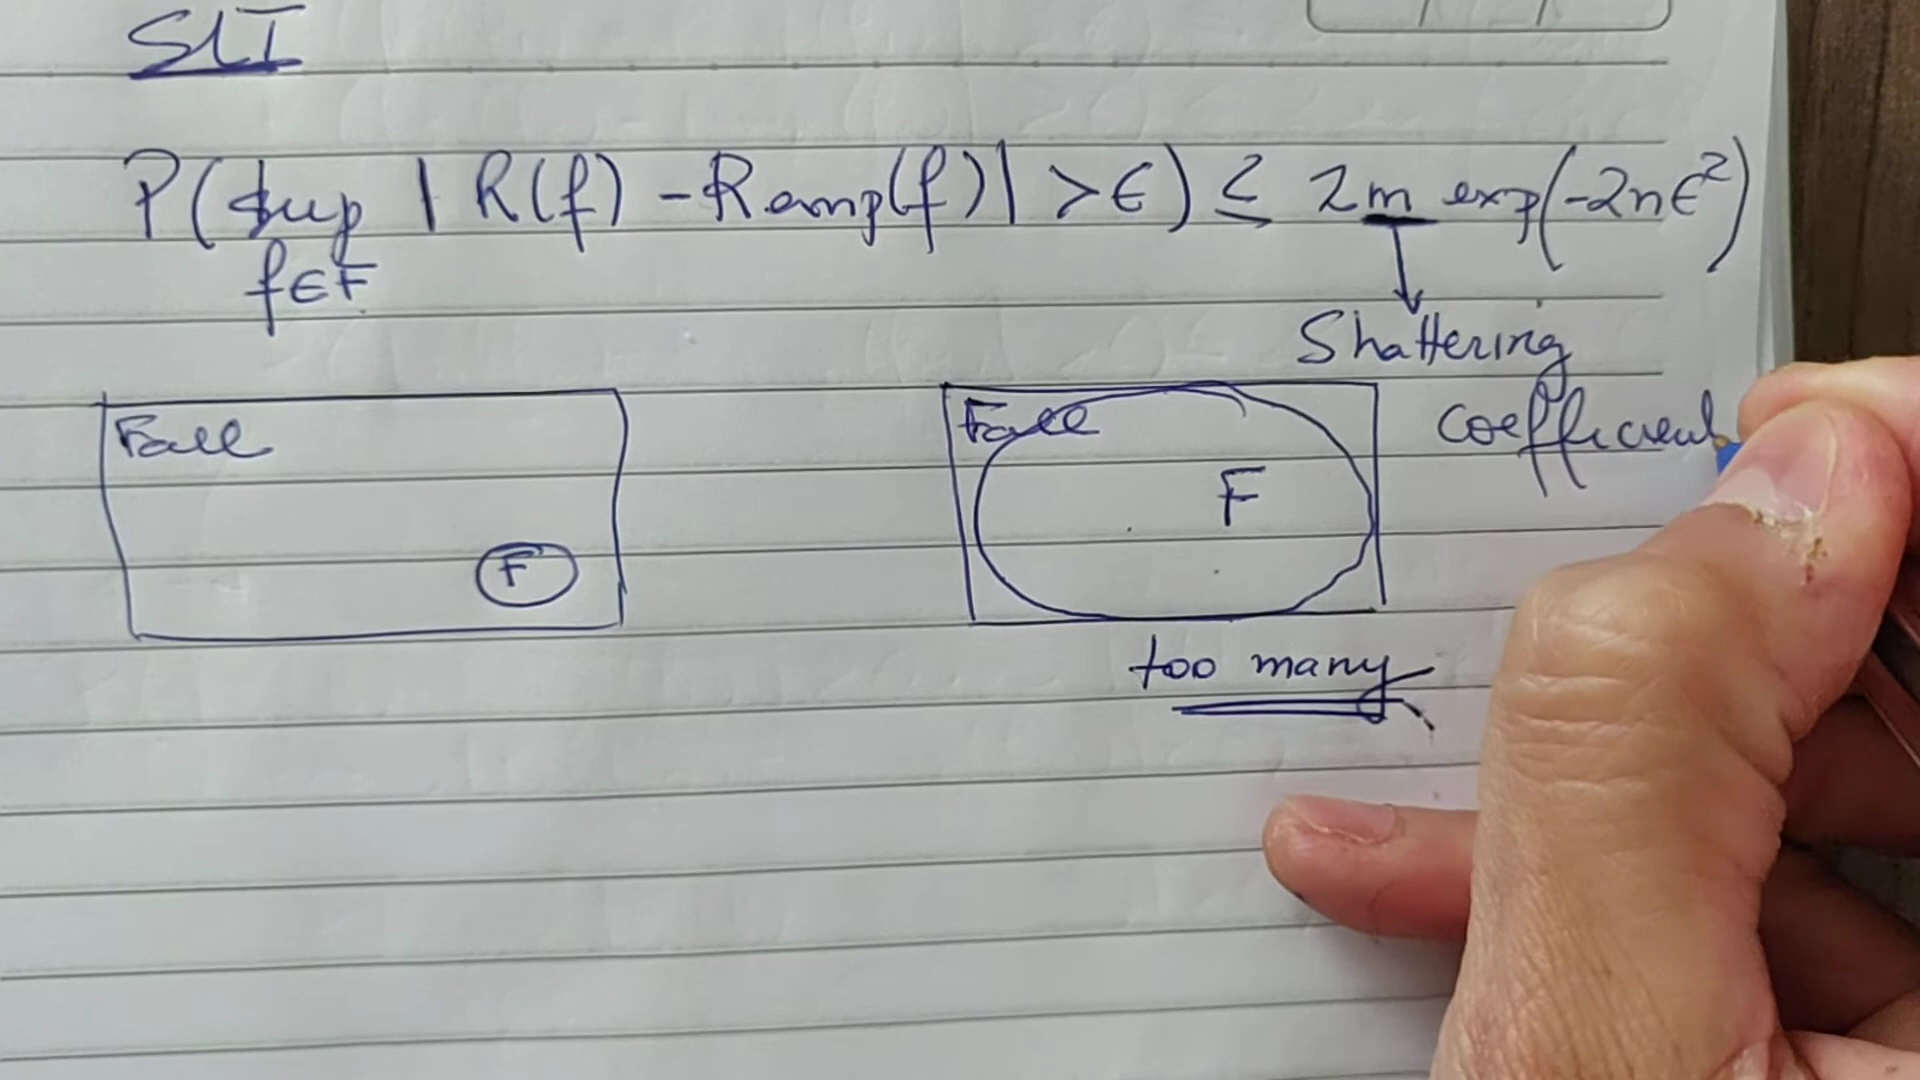 SLT
P(sup | R(f) - Remp(f)| > ϵ) ≤ 2m exp(-2nϵ²)
f∈F
Shattering
Fall
Fall
coefficient
F
F
too many